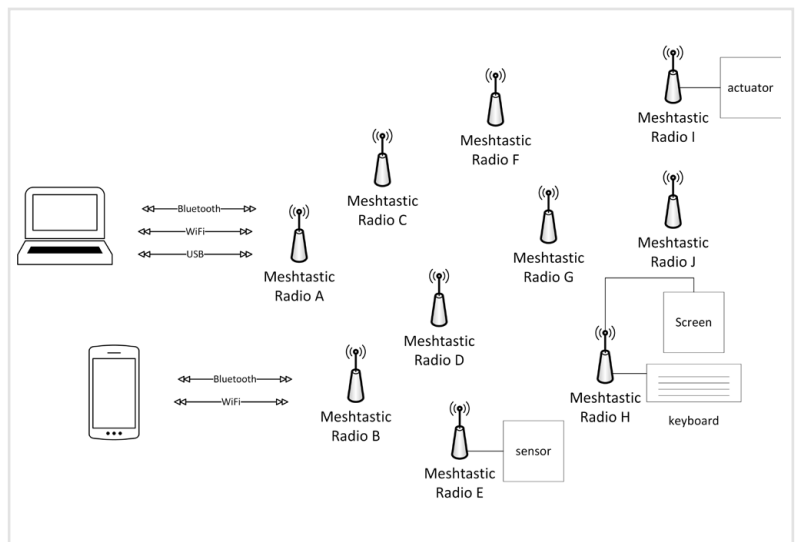 Meshtastic
Radio I
actuator
Meshtastic
Radio F
Meshtastic
Radio C
Bluetooth
WiFi
USB
Meshtastic
Radio A
Meshtastic
Radio G
Meshtastic
Radio J
Meshtastic
Radio D
Screen
Bluetooth
WiFi
Meshtastic
Radio B
Meshtastic
Radio H
keyboard
Meshtastic
Radio E
sensor